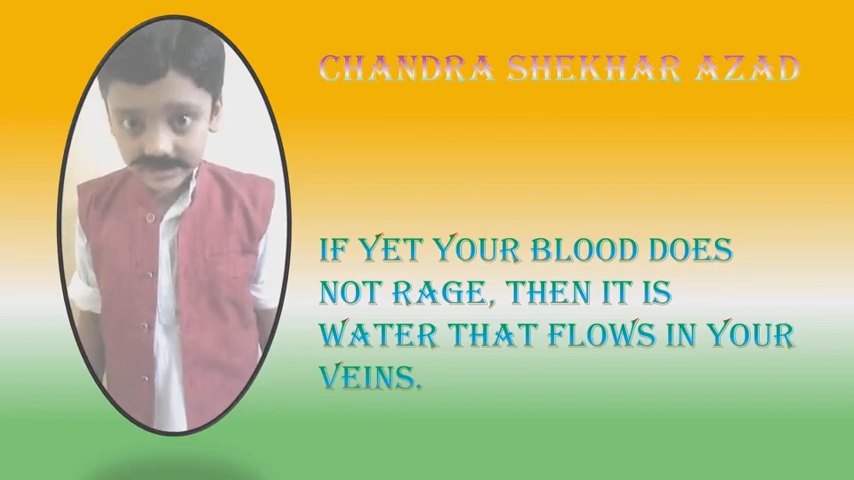 CHANDRA SHEKHAR AZAD
IF YET YOUR BLOOD DOES
NOT RAGE, THEN IT IS
WATER THAT FLOWS IN YOUR
VEINS.